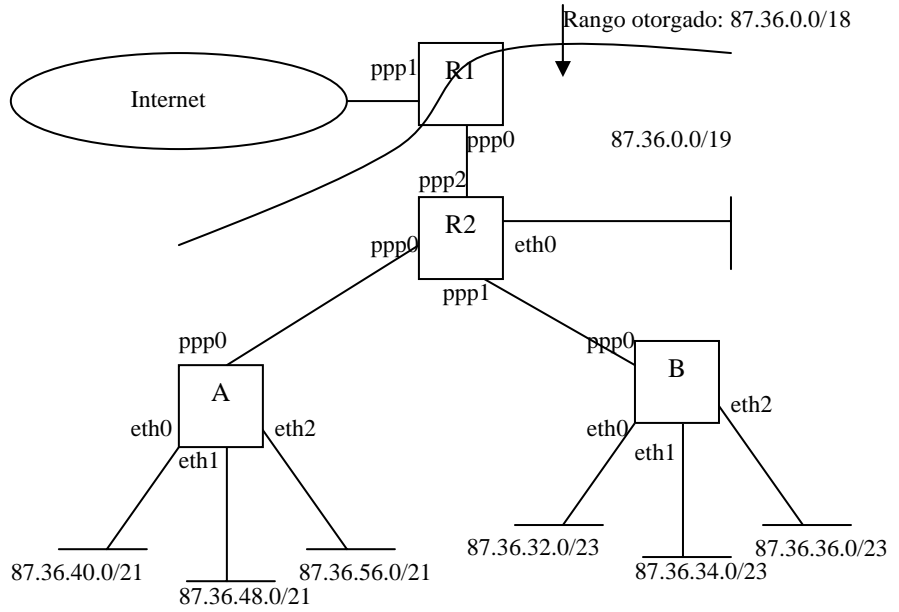 Rango otorgado: 87.36.0.0/18
ppp1
R1
Internet
ppp0
87.36.0.0/19
ppp2
R2
ppp0
eth0
ppp1
ppp0
ppp0
A
B
eth0
eth2
eth1
eth0
eth2
eth1
87.36.40.0/21
87.36.48.0/21
87.36.56.0/21
87.36.32.0/23
87.36.34.0/23
87.36.36.0/23